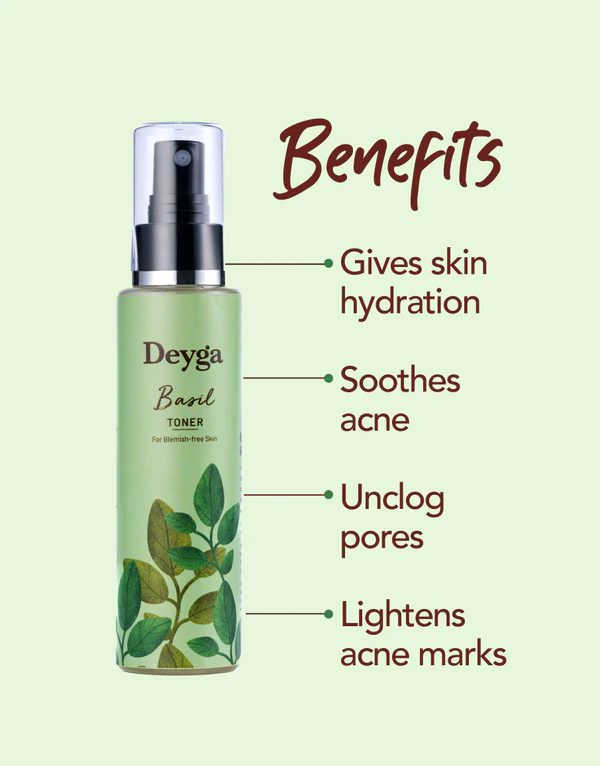 Benefits
Gives skin
hydration
Soothes
acne
Unclog
pores
Lightens
acne marks
Deyga
Basil
TONER
For Blemish-free Skin